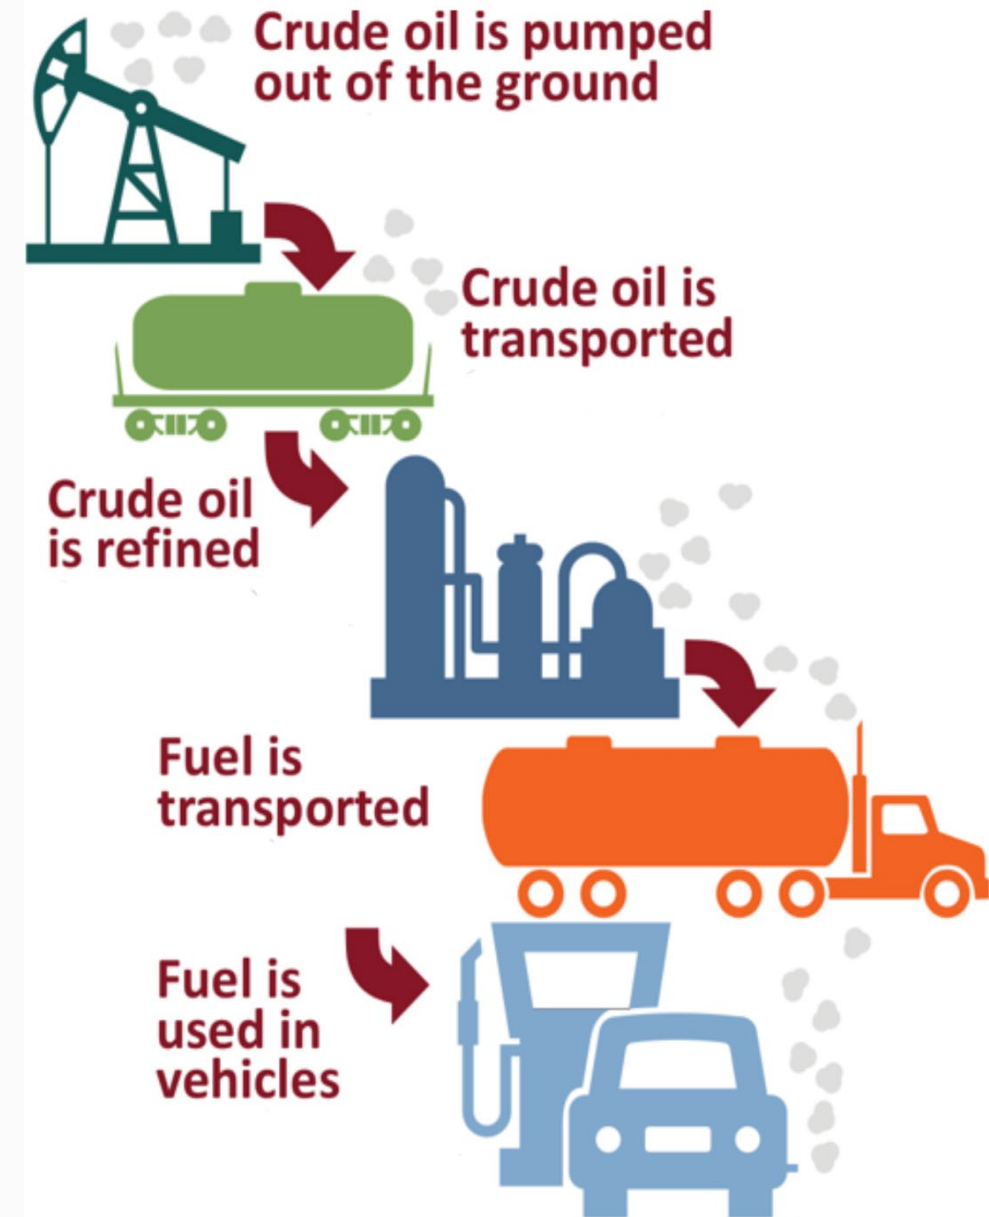 Crude oil is pumped
out of the ground
Crude oil is
transported
Crude oil
is refined
Fuel is
transported
Fuel is
used in
vehicles